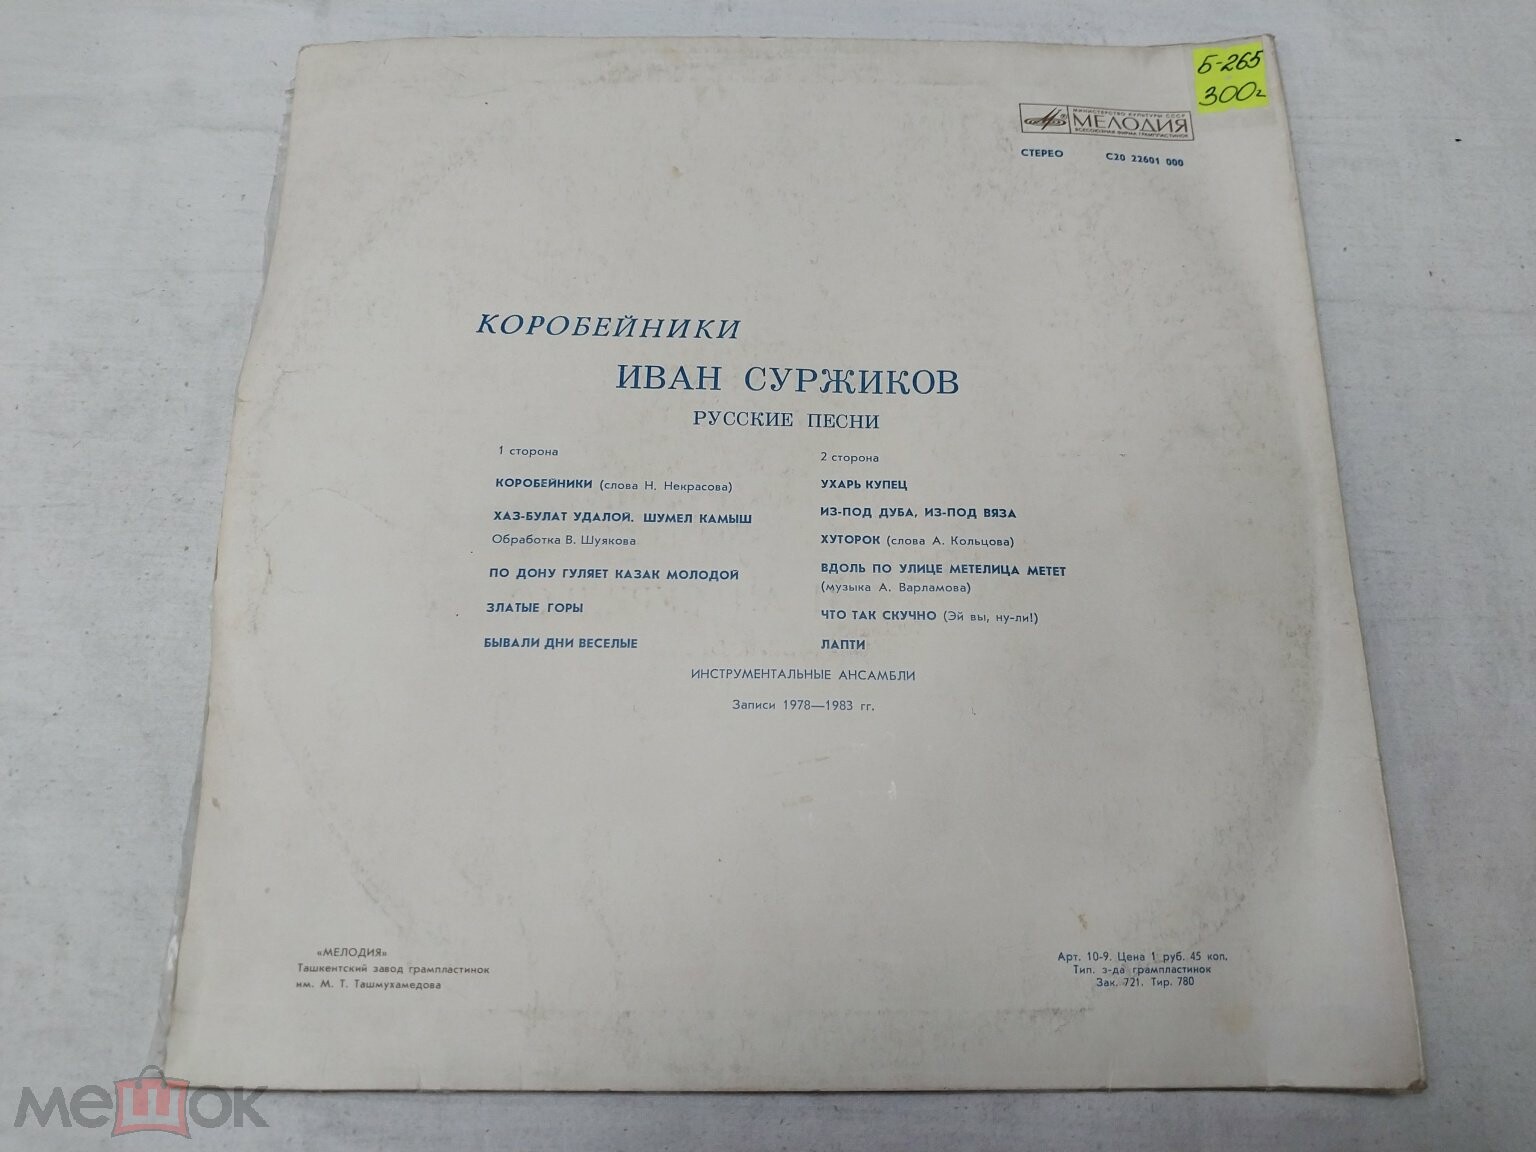 Б-265
300г
МИНИСТЕРСТВО КУЛЬТУРЫ СССР
МЕЛОДИЯ
ВСЕСОЮЗНАЯ ФИРМА ГРАМПЛАСТИНОК
СТЕРЕО С20 22601 000
КОРОБЕЙНИКИ
ИВАН СУРЖИКОВ
РУССКИЕ ПЕСНИ
1 сторона
КОРОБЕЙНИКИ (слова Н. Некрасова)
ХАЗ-БУЛАТ УДАЛОЙ. ШУМЕЛ КАМЫШ
Обработка В. Шуякова
ПО ДОНУ ГУЛЯЕТ КАЗАК МОЛОДОЙ
ЗЛАТЫЕ ГОРЫ
БЫВАЛИ ДНИ ВЕСЕЛЫЕ
2 сторона
УХАРЬ КУПЕЦ
ИЗ-ПОД ДУБА, ИЗ-ПОД ВЯЗА
ХУТОРОК (слова А. Кольцова)
ВДОЛЬ ПО УЛИЦЕ МЕТЕЛИЦА МЕТЕТ
(музыка А. Варламова)
ЧТО ТАК СКУЧНО (Эй вы, ну-ли!)
ЛАПТИ
ИНСТРУМЕНТАЛЬНЫЕ АНСАМБЛИ
Записи 1978—1983 гг.
«МЕЛОДИЯ»
Ташкентский завод грампластинок
им. М. Т. Ташмухамедова
Арт. 10-9. Цена 1 руб. 45 коп.
Тип. з-да грампластинок
Зак. 721. Тир. 780
мешок